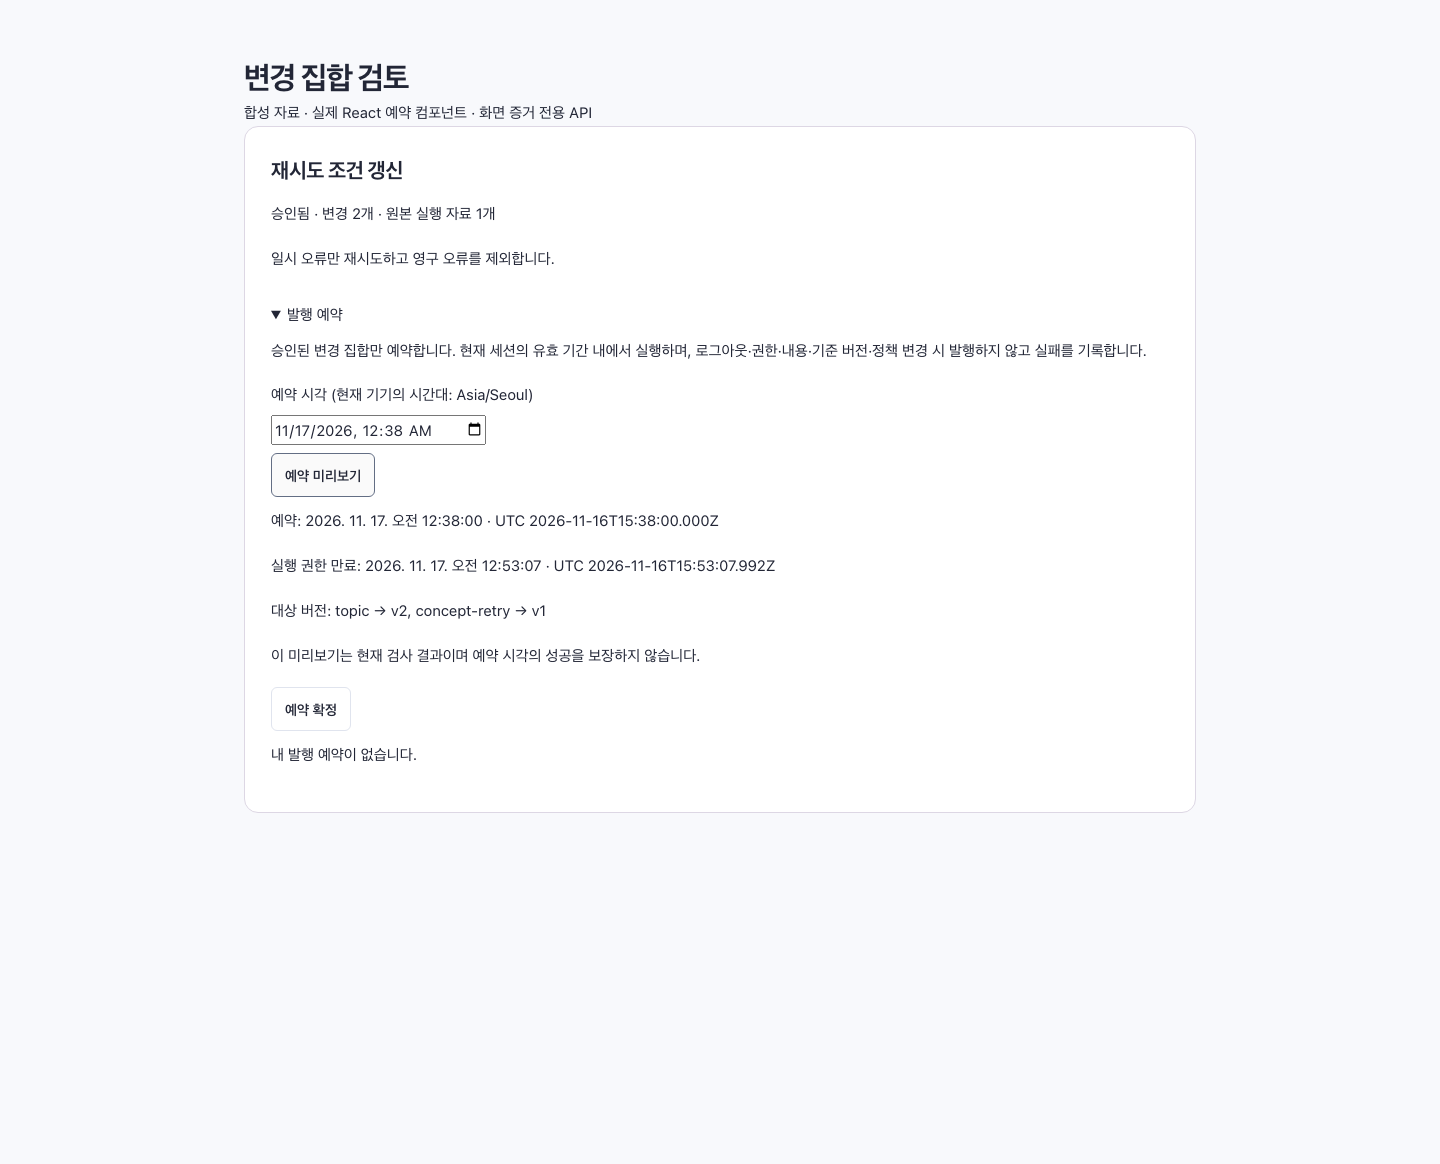 변경 집합 검토
합성 자료 · 실제 React 예약 컴포넌트 · 화면 증거 전용 API
재시도 조건 갱신
승인됨 · 변경 2개 · 원본 실행 자료 1개
일시 오류만 재시도하고 영구 오류를 제외합니다.
▼ 발행 예약
승인된 변경 집합만 예약합니다. 현재 세션의 유효 기간 내에서 실행하며, 로그아웃·권한·내용·기준 버전·정책 변경 시 발행하지 않고 실패를 기록합니다.
예약 시각 (현재 기기의 시간대: Asia/Seoul)
11/17/2026, 12:38 AM
예약 미리보기
예약: 2026. 11. 17. 오전 12:38:00 · UTC 2026-11-16T15:38:00.000Z
실행 권한 만료: 2026. 11. 17. 오전 12:53:07 · UTC 2026-11-16T15:53:07.992Z
대상 버전: topic → v2, concept-retry → v1
이 미리보기는 현재 검사 결과이며 예약 시각의 성공을 보장하지 않습니다.
예약 확정
내 발행 예약이 없습니다.